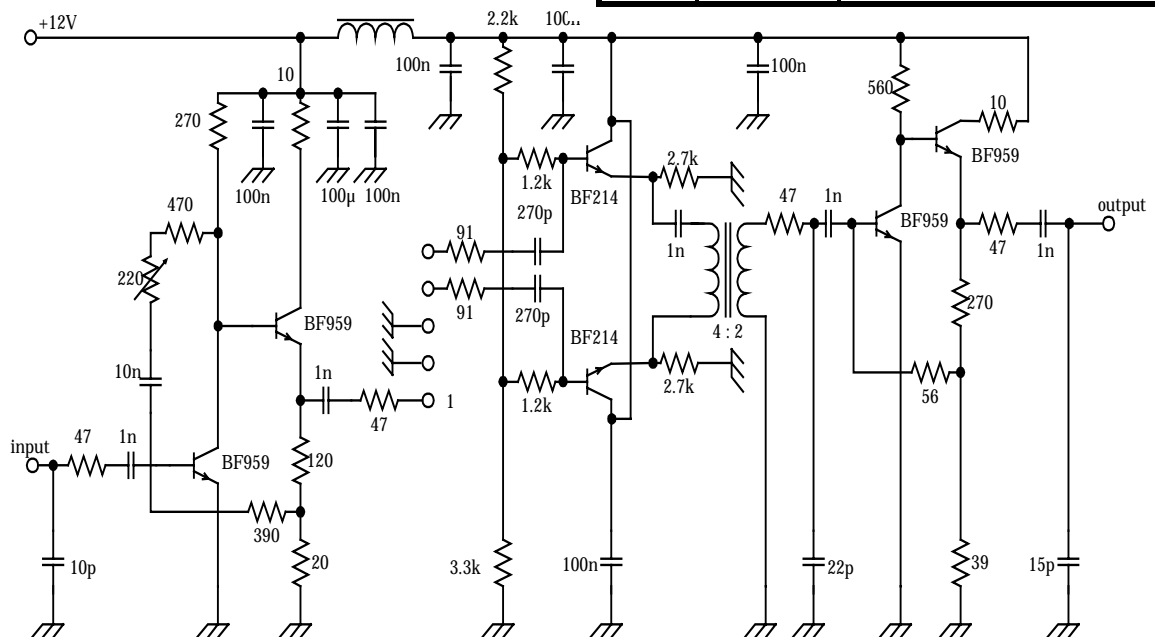 +12V
2.2k
100n
10
100n
100n
560
10
270
BF959
1.2k
2.7k
BF214
100n
100µ
100n
470
270p
47
1n
BF959
output
91
1n
47
1n
220
91
270
270p
BF214
4 : 2
BF959
10n
1n
2.7k
56
1.2k
47
1
input
47
1n
BF959
120
390
20
10p
3.3k
100n
22p
39
15p